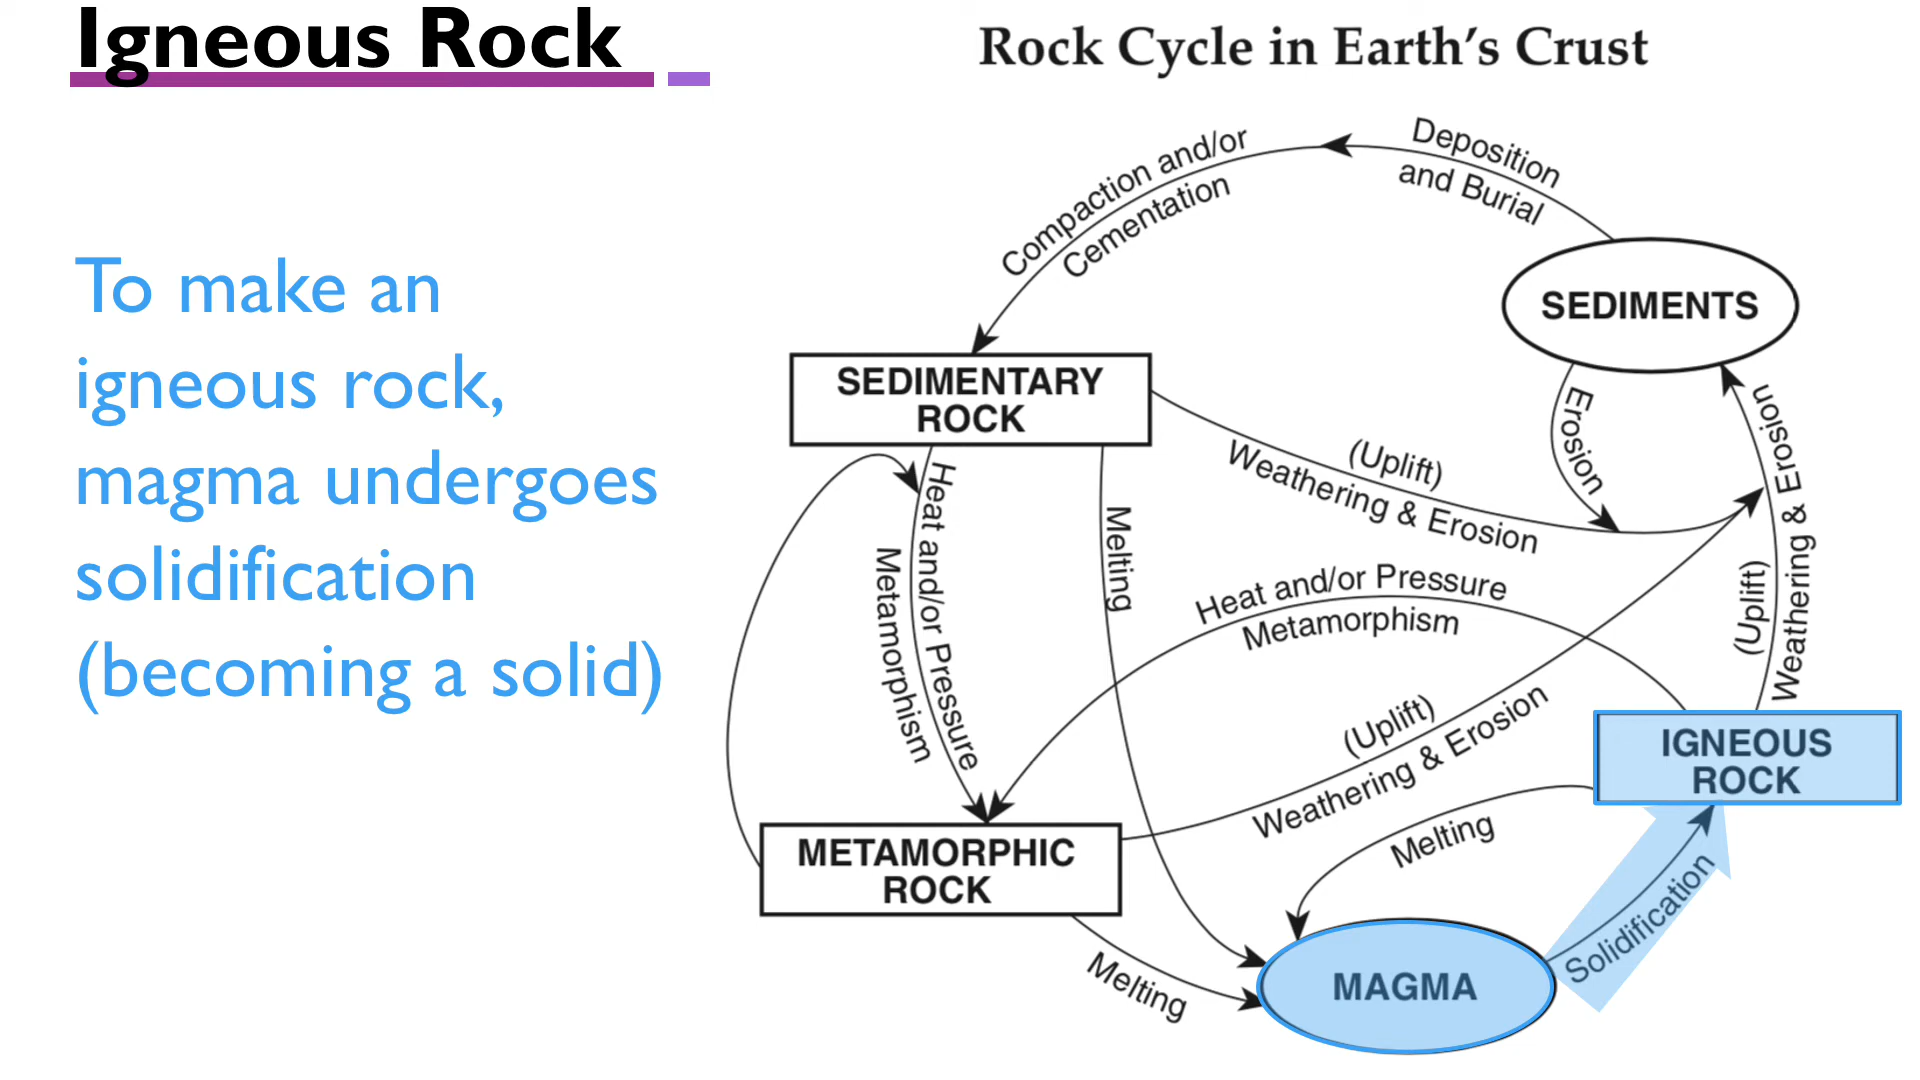 Igneous Rock
To make an
igneous rock,
magma undergoes
solidification
(becoming a solid)
Rock Cycle in Earth’s Crust
Deposition
and Burial
Compaction and/or
Cementation
SEDIMENTS
SEDIMENTARY
ROCK
Erosion
(Uplift)
Weathering & Erosion
(Uplift)
Weathering & Erosion
Heat and/or Pressure
Metamorphism
Melting
Heat and/or Pressure
Metamorphism
(Uplift)
Weathering & Erosion
IGNEOUS
ROCK
Melting
METAMORPHIC
ROCK
Solidification
Melting
MAGMA